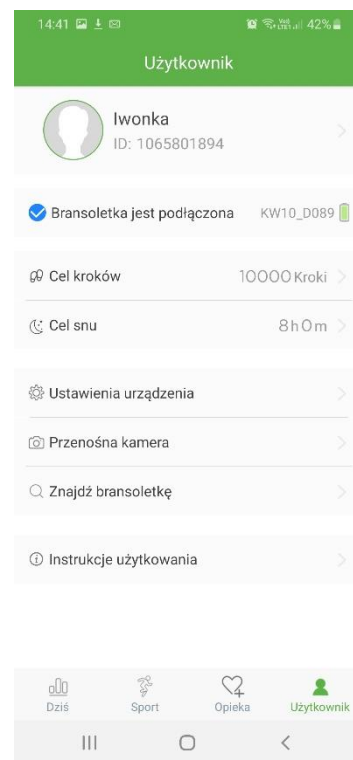 14:41 42%
Użytkownik
Iwonka
ID: 1065801894
Bransoletka jest podłączona KW10_D089
Cel kroków 10000 Kroki
Cel snu 8h0m
Ustawienia urządzenia
Przenośna kamera
Znajdź bransoletkę
Instrukcje użytkowania
Dziś Sport Opieka Użytkownik